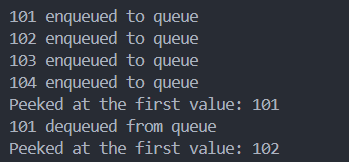 101 enqueued to queue
102 enqueued to queue
103 enqueued to queue
104 enqueued to queue
Peeked at the first value: 101
101 dequeued from queue
Peeked at the first value: 102